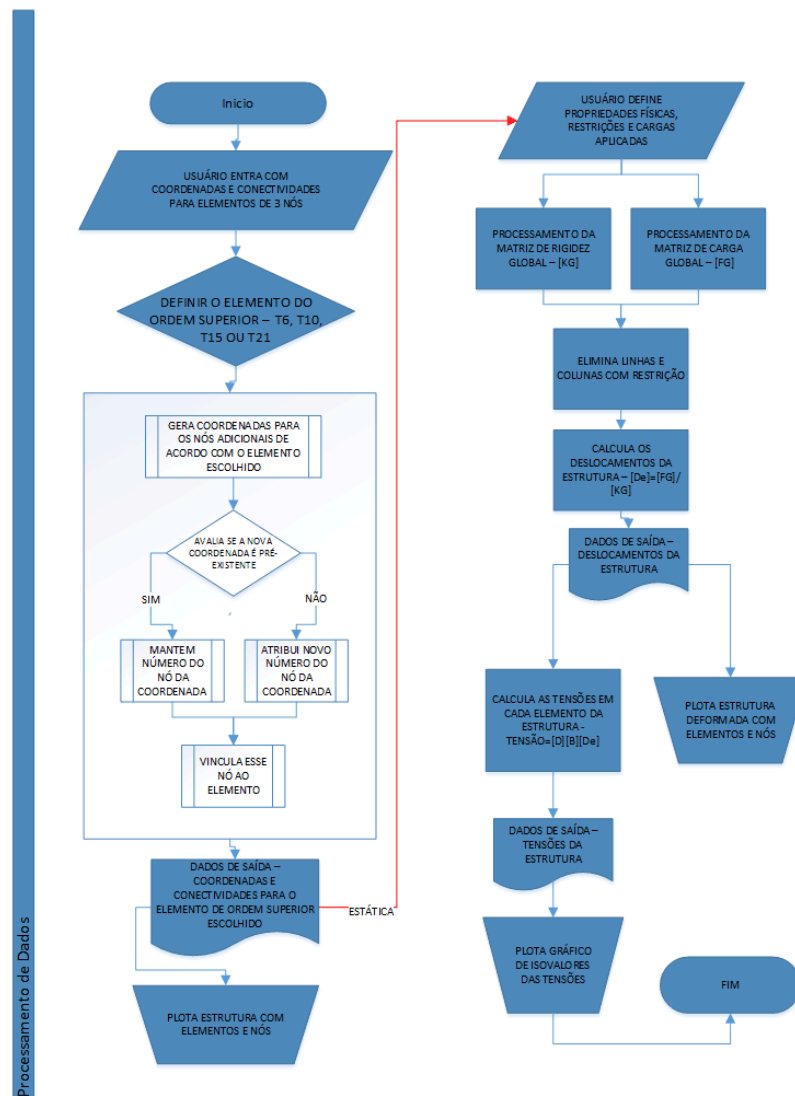 Inicio
USUÁRIO ENTRA COM
COORDENADAS E CONECTIVIDADES
PARA ELEMENTOS DE 3 NÓS
DEFINIR O ELEMENTO DO
ORDEM SUPERIOR – T6, T10,
T15 OU T21
GERA COORDENADAS PARA
OS NÓS ADICIONAIS DE
ACORDO COM O ELEMENTO
ESCOLHIDO
AVALIA SE A NOVA
COORDENADA É PRÉ-
EXISTENTE
SIM
NÃO
MANTEM
NÚMERO DO
NÓ DA
COORDENADA
ATRIBUI NOVO
NÚMERO DO
NÓ DA
COORDENADA
VINCULA ESSE
NÓ AO
ELEMENTO
DADOS DE SAÍDA –
COORDENADAS E
CONECTIVIDADES PARA O
ELEMENTO DE ORDEM SUPERIOR
ESCOLHIDO
ESTÁTICA
PLOTA ESTRUTURA COM
ELEMENTOS E NÓS
USUÁRIO DEFINE
PROPRIEDADES FÍSICAS,
RESTRIÇÕES E CARGAS
APLICADAS
PROCESSAMENTO DA
MATRIZ DE RIGIDEZ
GLOBAL – [KG]
PROCESSAMENTO DA
MATRIZ DE CARGA
GLOBAL – [FG]
ELIMINA LINHAS E
COLUNAS COM RESTRIÇÃO
CALCULA OS
DESLOCAMENTOS DA
ESTRUTURA – [De]=[FG]/
[KG]
DADOS DE SAÍDA –
DESLOCAMENTOS DA
ESTRUTURA
CALCULA AS TENSÕES EM
CADA ELEMENTO DA
ESTRUTURA -
TENSÃO=[D][B][De]
PLOTA ESTRUTURA
DEFORMADA COM
ELEMENTOS E NÓS
DADOS DE SAÍDA –
TENSÕES DA
ESTRUTURA
PLOTA GRÁFICO
DE ISOVALORES
DAS TENSÕES
FIM
Processamento de Dados